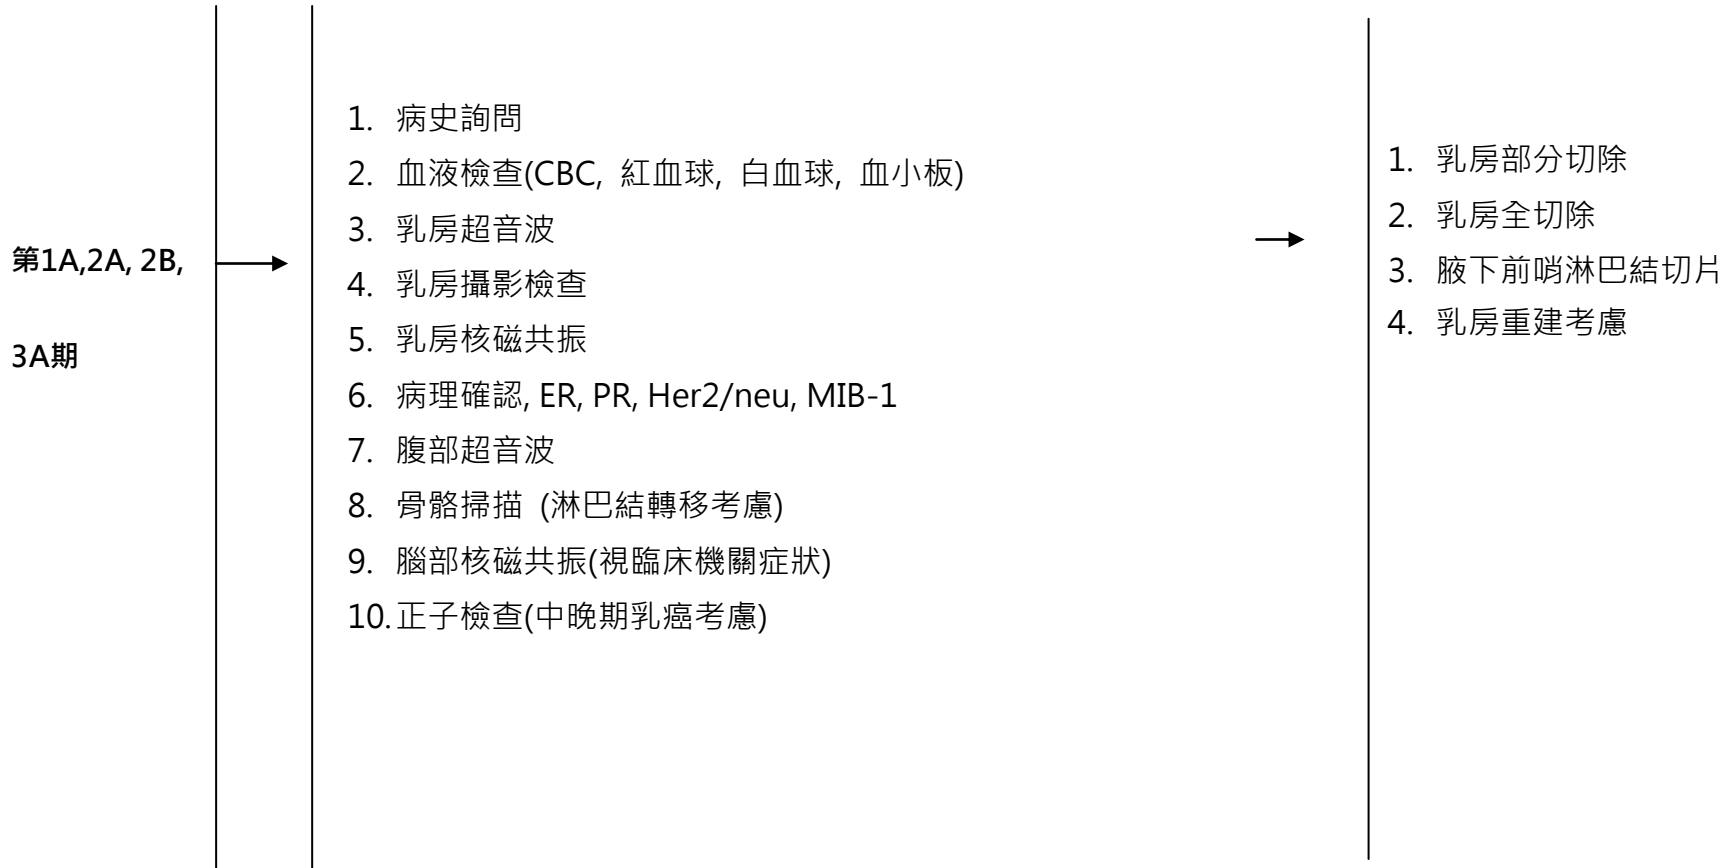 第1A,2A, 2B,
3A期
1. 病史詢問
2. 血液檢查(CBC, 紅血球, 白血球, 血小板)
3. 乳房超音波
4. 乳房攝影檢查
5. 乳房核磁共振
6. 病理確認, ER, PR, Her2/neu, MIB-1
7. 腹部超音波
8. 骨骼掃描 (淋巴結轉移考慮)
9. 腦部核磁共振(視臨床機關症狀)
10.正子檢查(中晚期乳癌考慮)
1. 乳房部分切除
2. 乳房全切除
3. 腋下前哨淋巴結切片
4. 乳房重建考慮